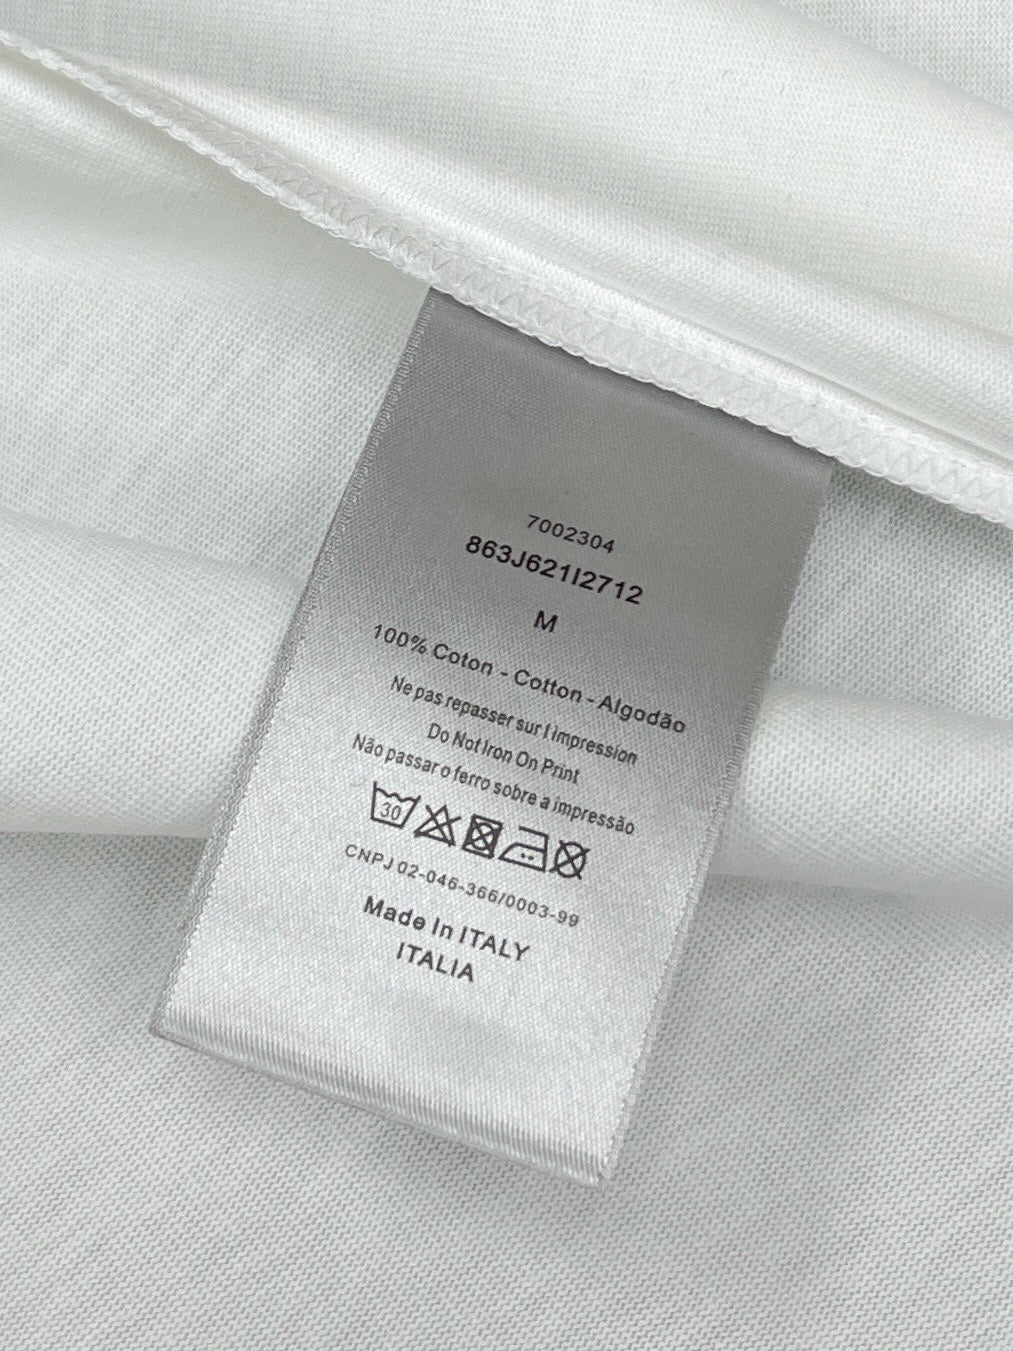 7002304
863J621I2712
M
100% Coton - Cotton - Algodão
Ne pas repasser sur l impression
Do Not Iron On Print
Não passar o ferro sobre a impressão
30
CNPJ 02-046-366/0003-99
Made In ITALY
ITALIA